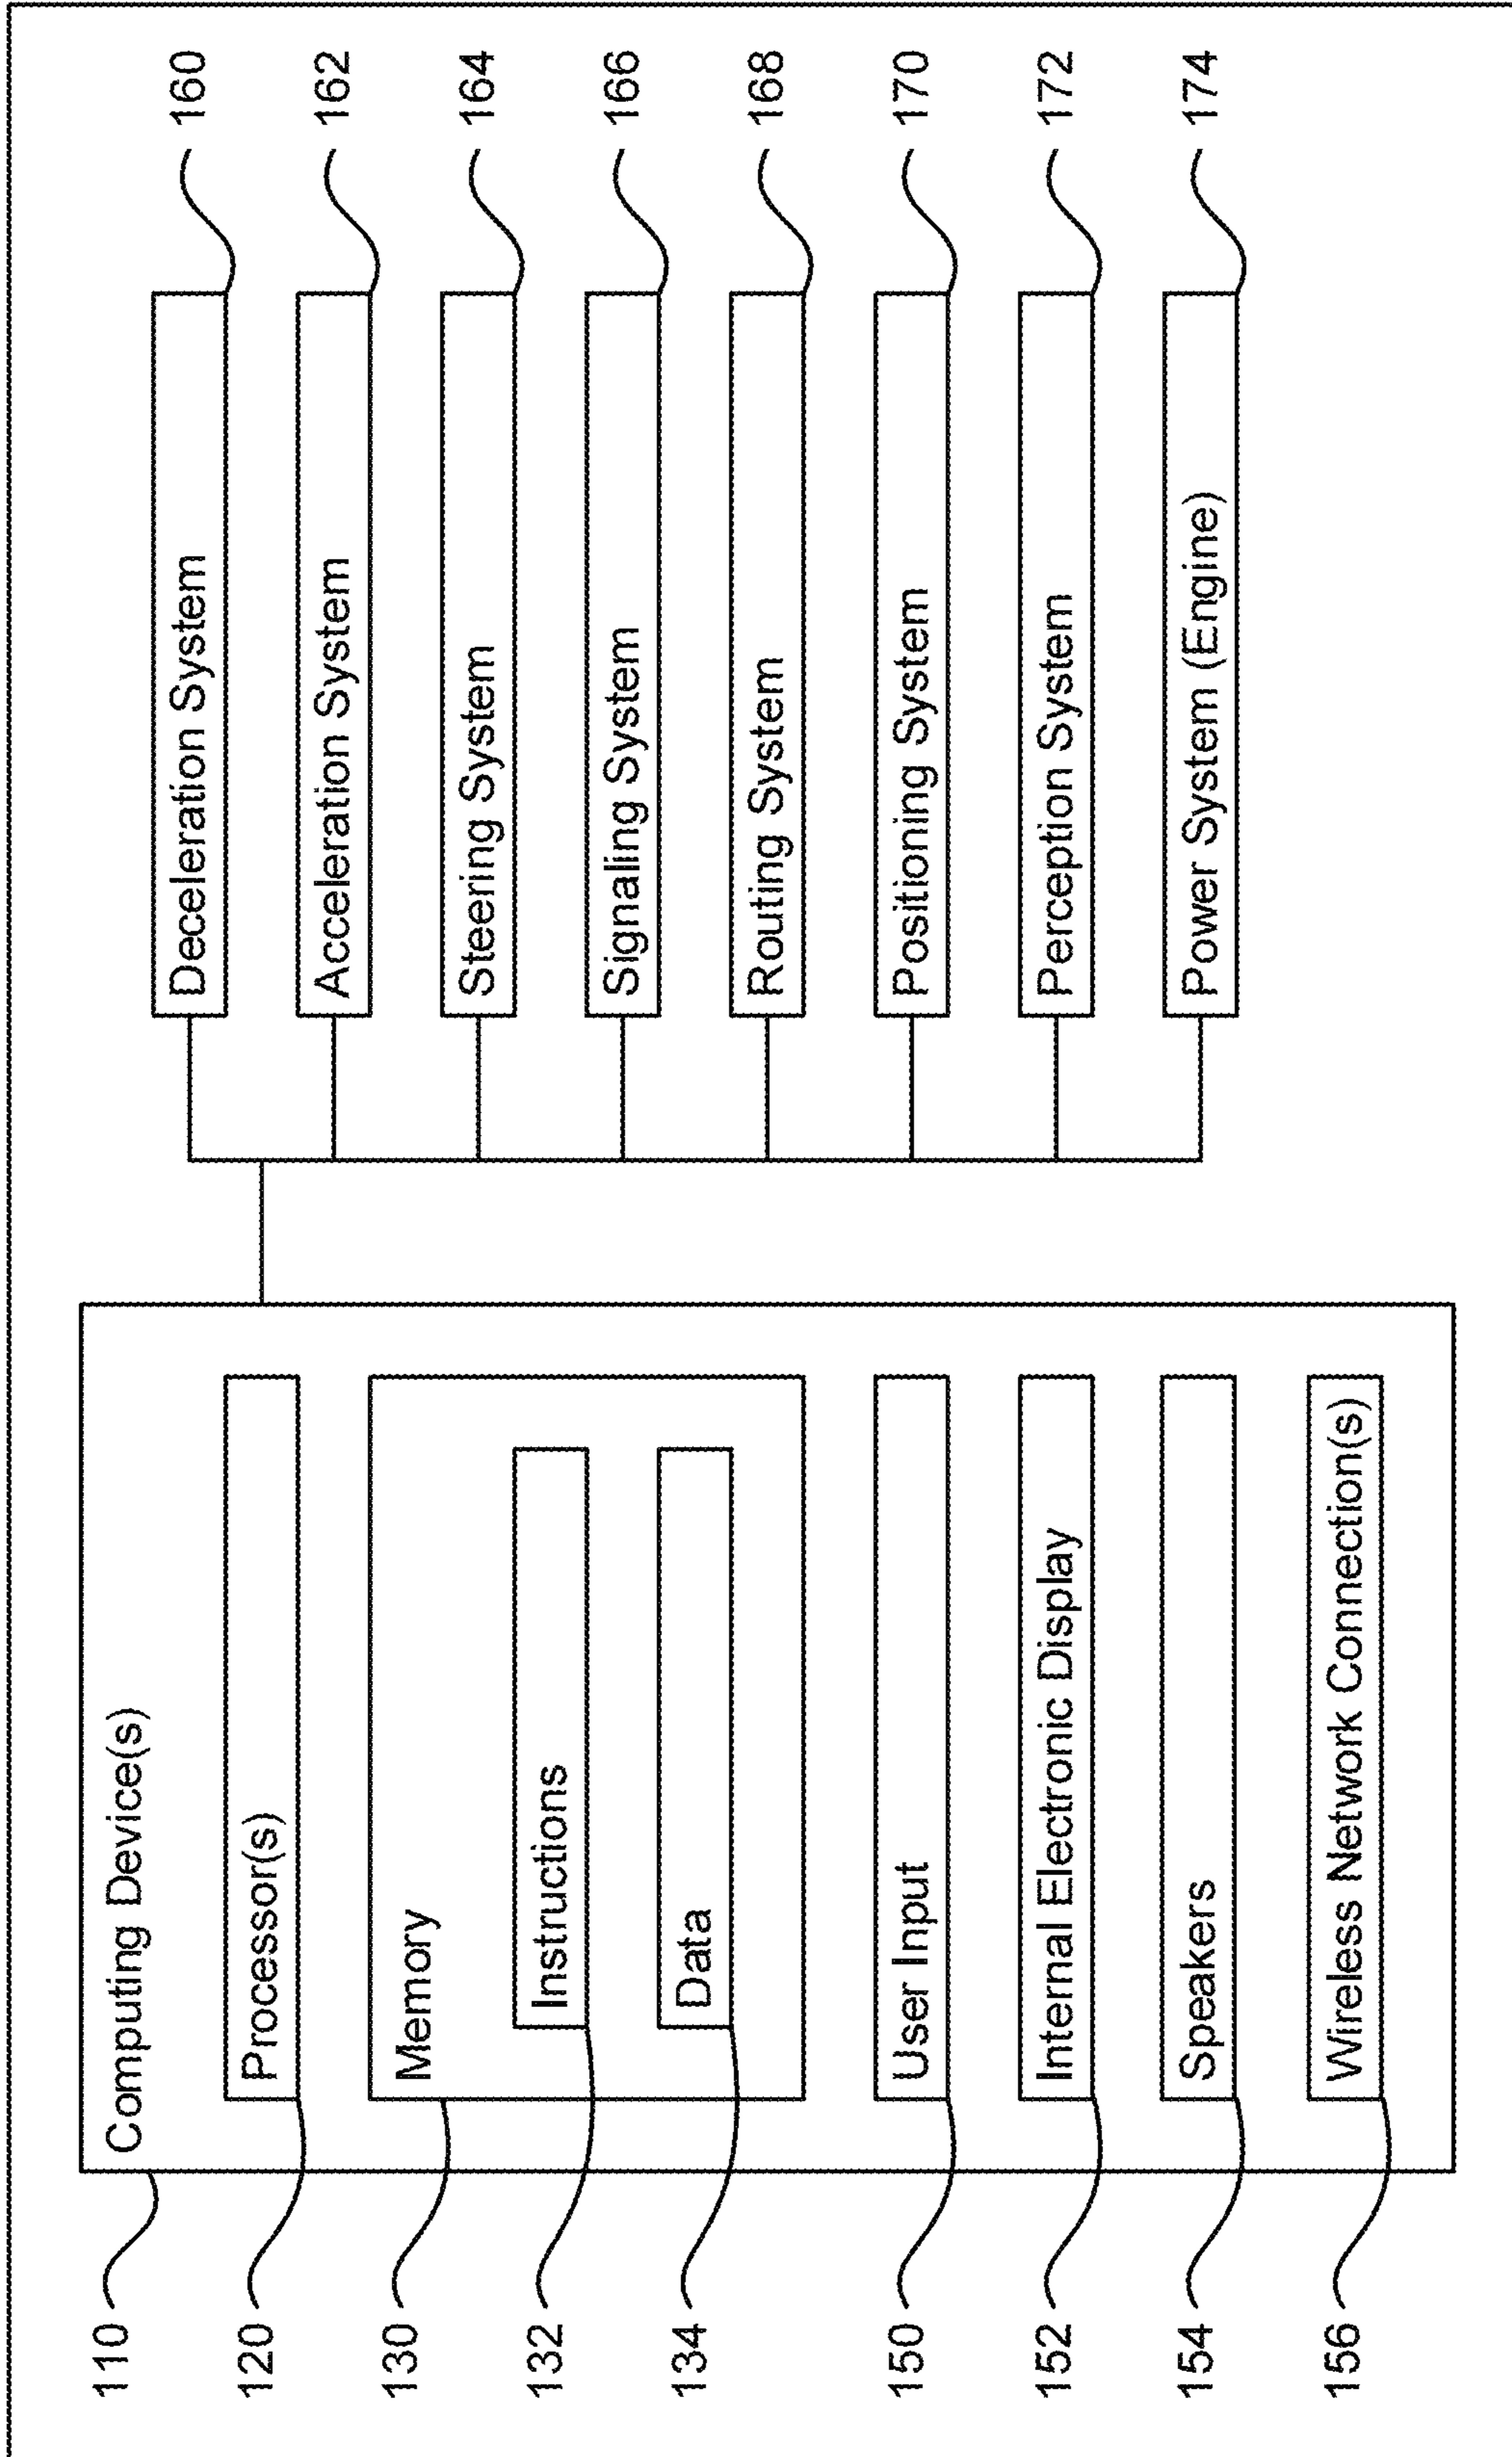 110
Computing Device(s)
120
Processor(s)
130
Memory
132
Instructions
134
Data
150
User Input
152
Internal Electronic Display
154
Speakers
156
Wireless Network Connection(s)
Deceleration System
160
Acceleration System
162
Steering System
164
Signaling System
166
Routing System
168
Positioning System
170
Perception System
172
Power System (Engine)
174